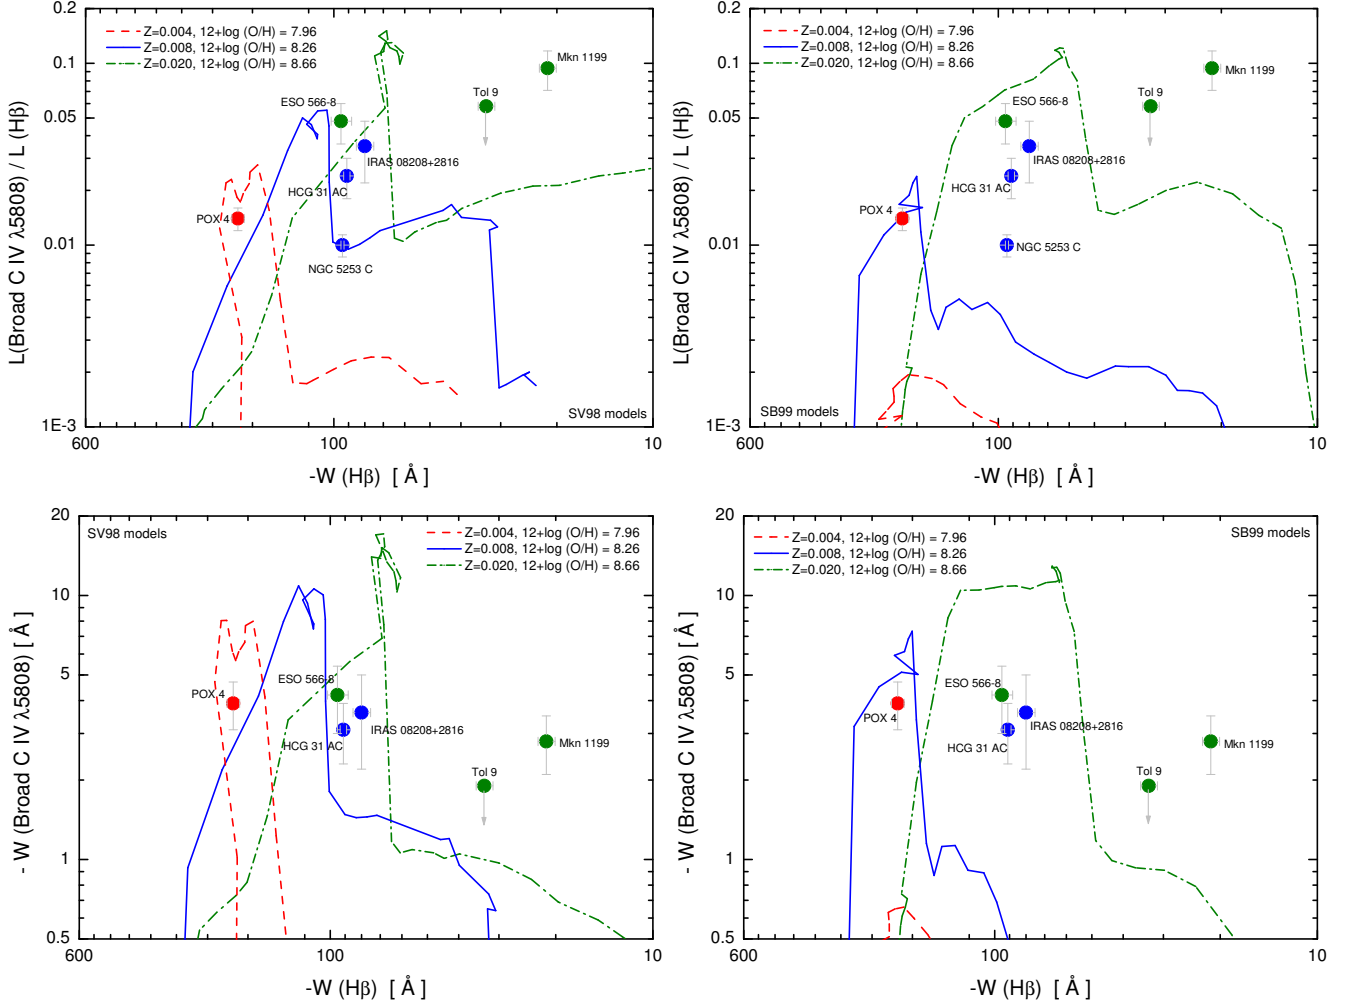 0.2
0.1
0.05
0.01
1E-3
L(Broad C IV λ5808) / L (Hβ)
Z=0.004, 12+log (O/H) = 7.96
Z=0.008, 12+log (O/H) = 8.26
Z=0.020, 12+log (O/H) = 8.66
Mkn 1199
ESO 566-8
Tol 9
IRAS 08208+2816
HCG 31 AC
POX 4
NGC 5253 C
SV98 models
600
100
10
-W (Hβ) [ Å ]
0.2
0.1
0.05
0.01
1E-3
L(Broad C IV λ5808) / L (Hβ)
Z=0.004, 12+log (O/H) = 7.96
Z=0.008, 12+log (O/H) = 8.26
Z=0.020, 12+log (O/H) = 8.66
Mkn 1199
Tol 9
ESO 566-8
IRAS 08208+2816
HCG 31 AC
POX 4
NGC 5253 C
SB99 models
600
100
10
-W (Hβ) [ Å ]
20
10
5
1
0.5
- W (Broad C IV λ5808) [ Å ]
SV98 models
Z=0.004, 12+log (O/H) = 7.96
Z=0.008, 12+log (O/H) = 8.26
Z=0.020, 12+log (O/H) = 8.66
ESO 566-8
POX 4
IRAS 08208+2816
HCG 31 AC
Mkn 1199
Tol 9
600
100
10
-W (Hβ) [ Å ]
20
10
5
1
0.5
- W (Broad C IV λ5808) [ Å ]
SB99 models
Z=0.004, 12+log (O/H) = 7.96
Z=0.008, 12+log (O/H) = 8.26
Z=0.020, 12+log (O/H) = 8.66
ESO 566-8
POX 4
IRAS 08208+2816
HCG 31 AC
Mkn 1199
Tol 9
600
100
10
-W (Hβ) [ Å ]